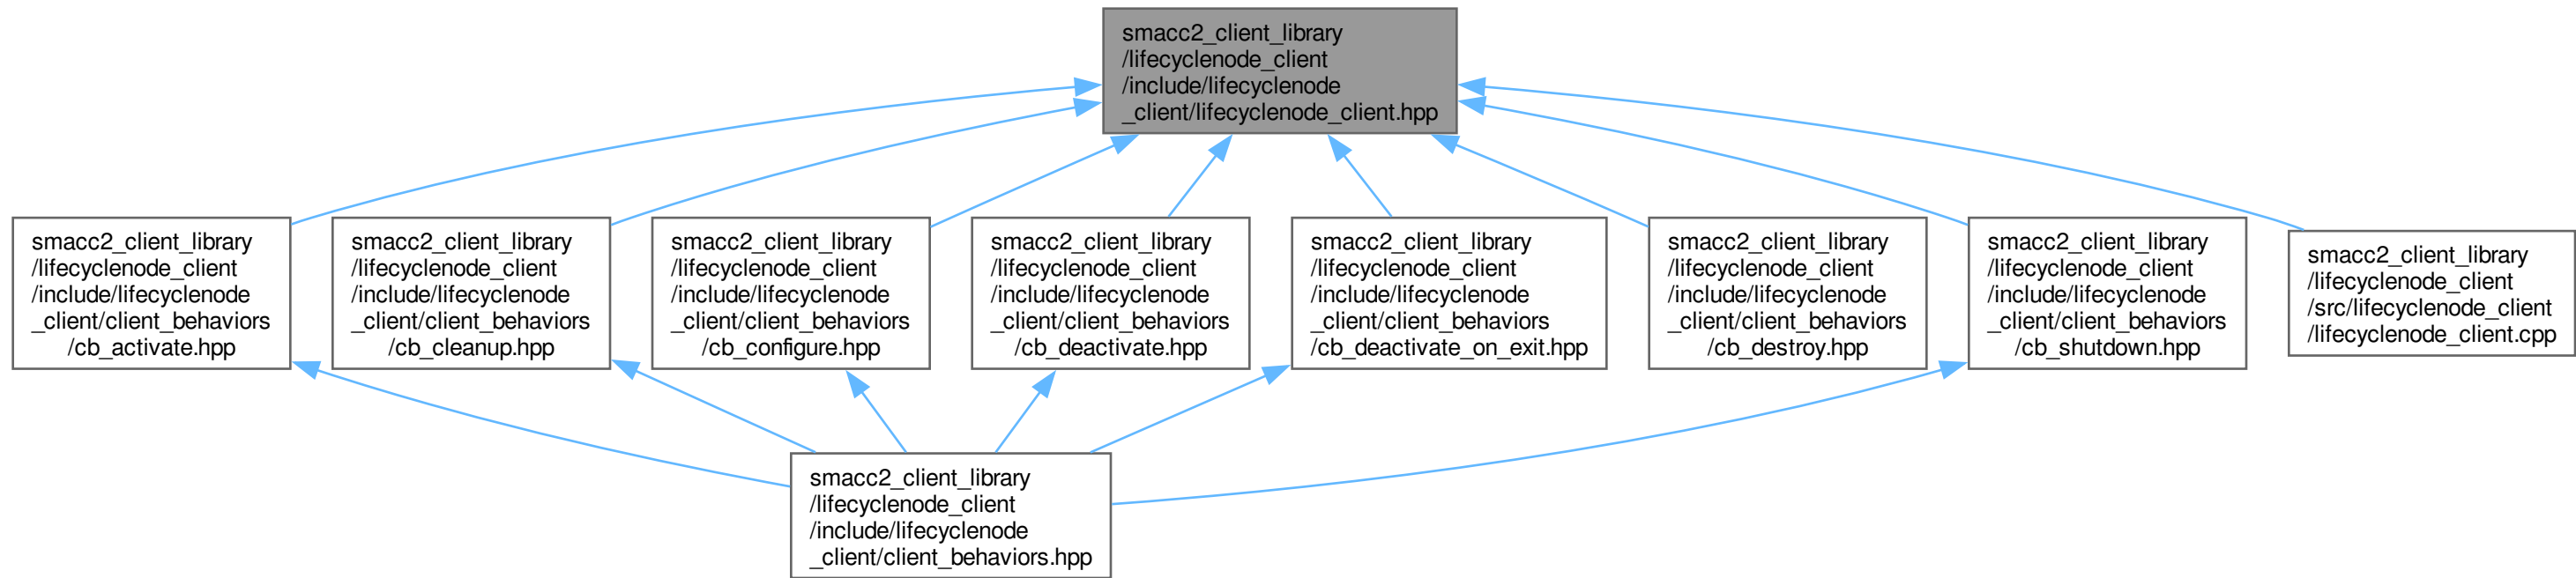 smacc2_client_library
/lifecyclenode_client
/include/lifecyclenode
_client/lifecyclenode_client.hpp
smacc2_client_library
/lifecyclenode_client
/include/lifecyclenode
_client/client_behaviors
/cb_activate.hpp
smacc2_client_library
/lifecyclenode_client
/include/lifecyclenode
_client/client_behaviors
/cb_cleanup.hpp
smacc2_client_library
/lifecyclenode_client
/include/lifecyclenode
_client/client_behaviors
/cb_configure.hpp
smacc2_client_library
/lifecyclenode_client
/include/lifecyclenode
_client/client_behaviors
/cb_deactivate.hpp
smacc2_client_library
/lifecyclenode_client
/include/lifecyclenode
_client/client_behaviors
/cb_deactivate_on_exit.hpp
smacc2_client_library
/lifecyclenode_client
/include/lifecyclenode
_client/client_behaviors
/cb_destroy.hpp
smacc2_client_library
/lifecyclenode_client
/include/lifecyclenode
_client/client_behaviors
/cb_shutdown.hpp
smacc2_client_library
/lifecyclenode_client
/src/lifecyclenode_client
/lifecyclenode_client.cpp
smacc2_client_library
/lifecyclenode_client
/include/lifecyclenode
_client/client_behaviors.hpp